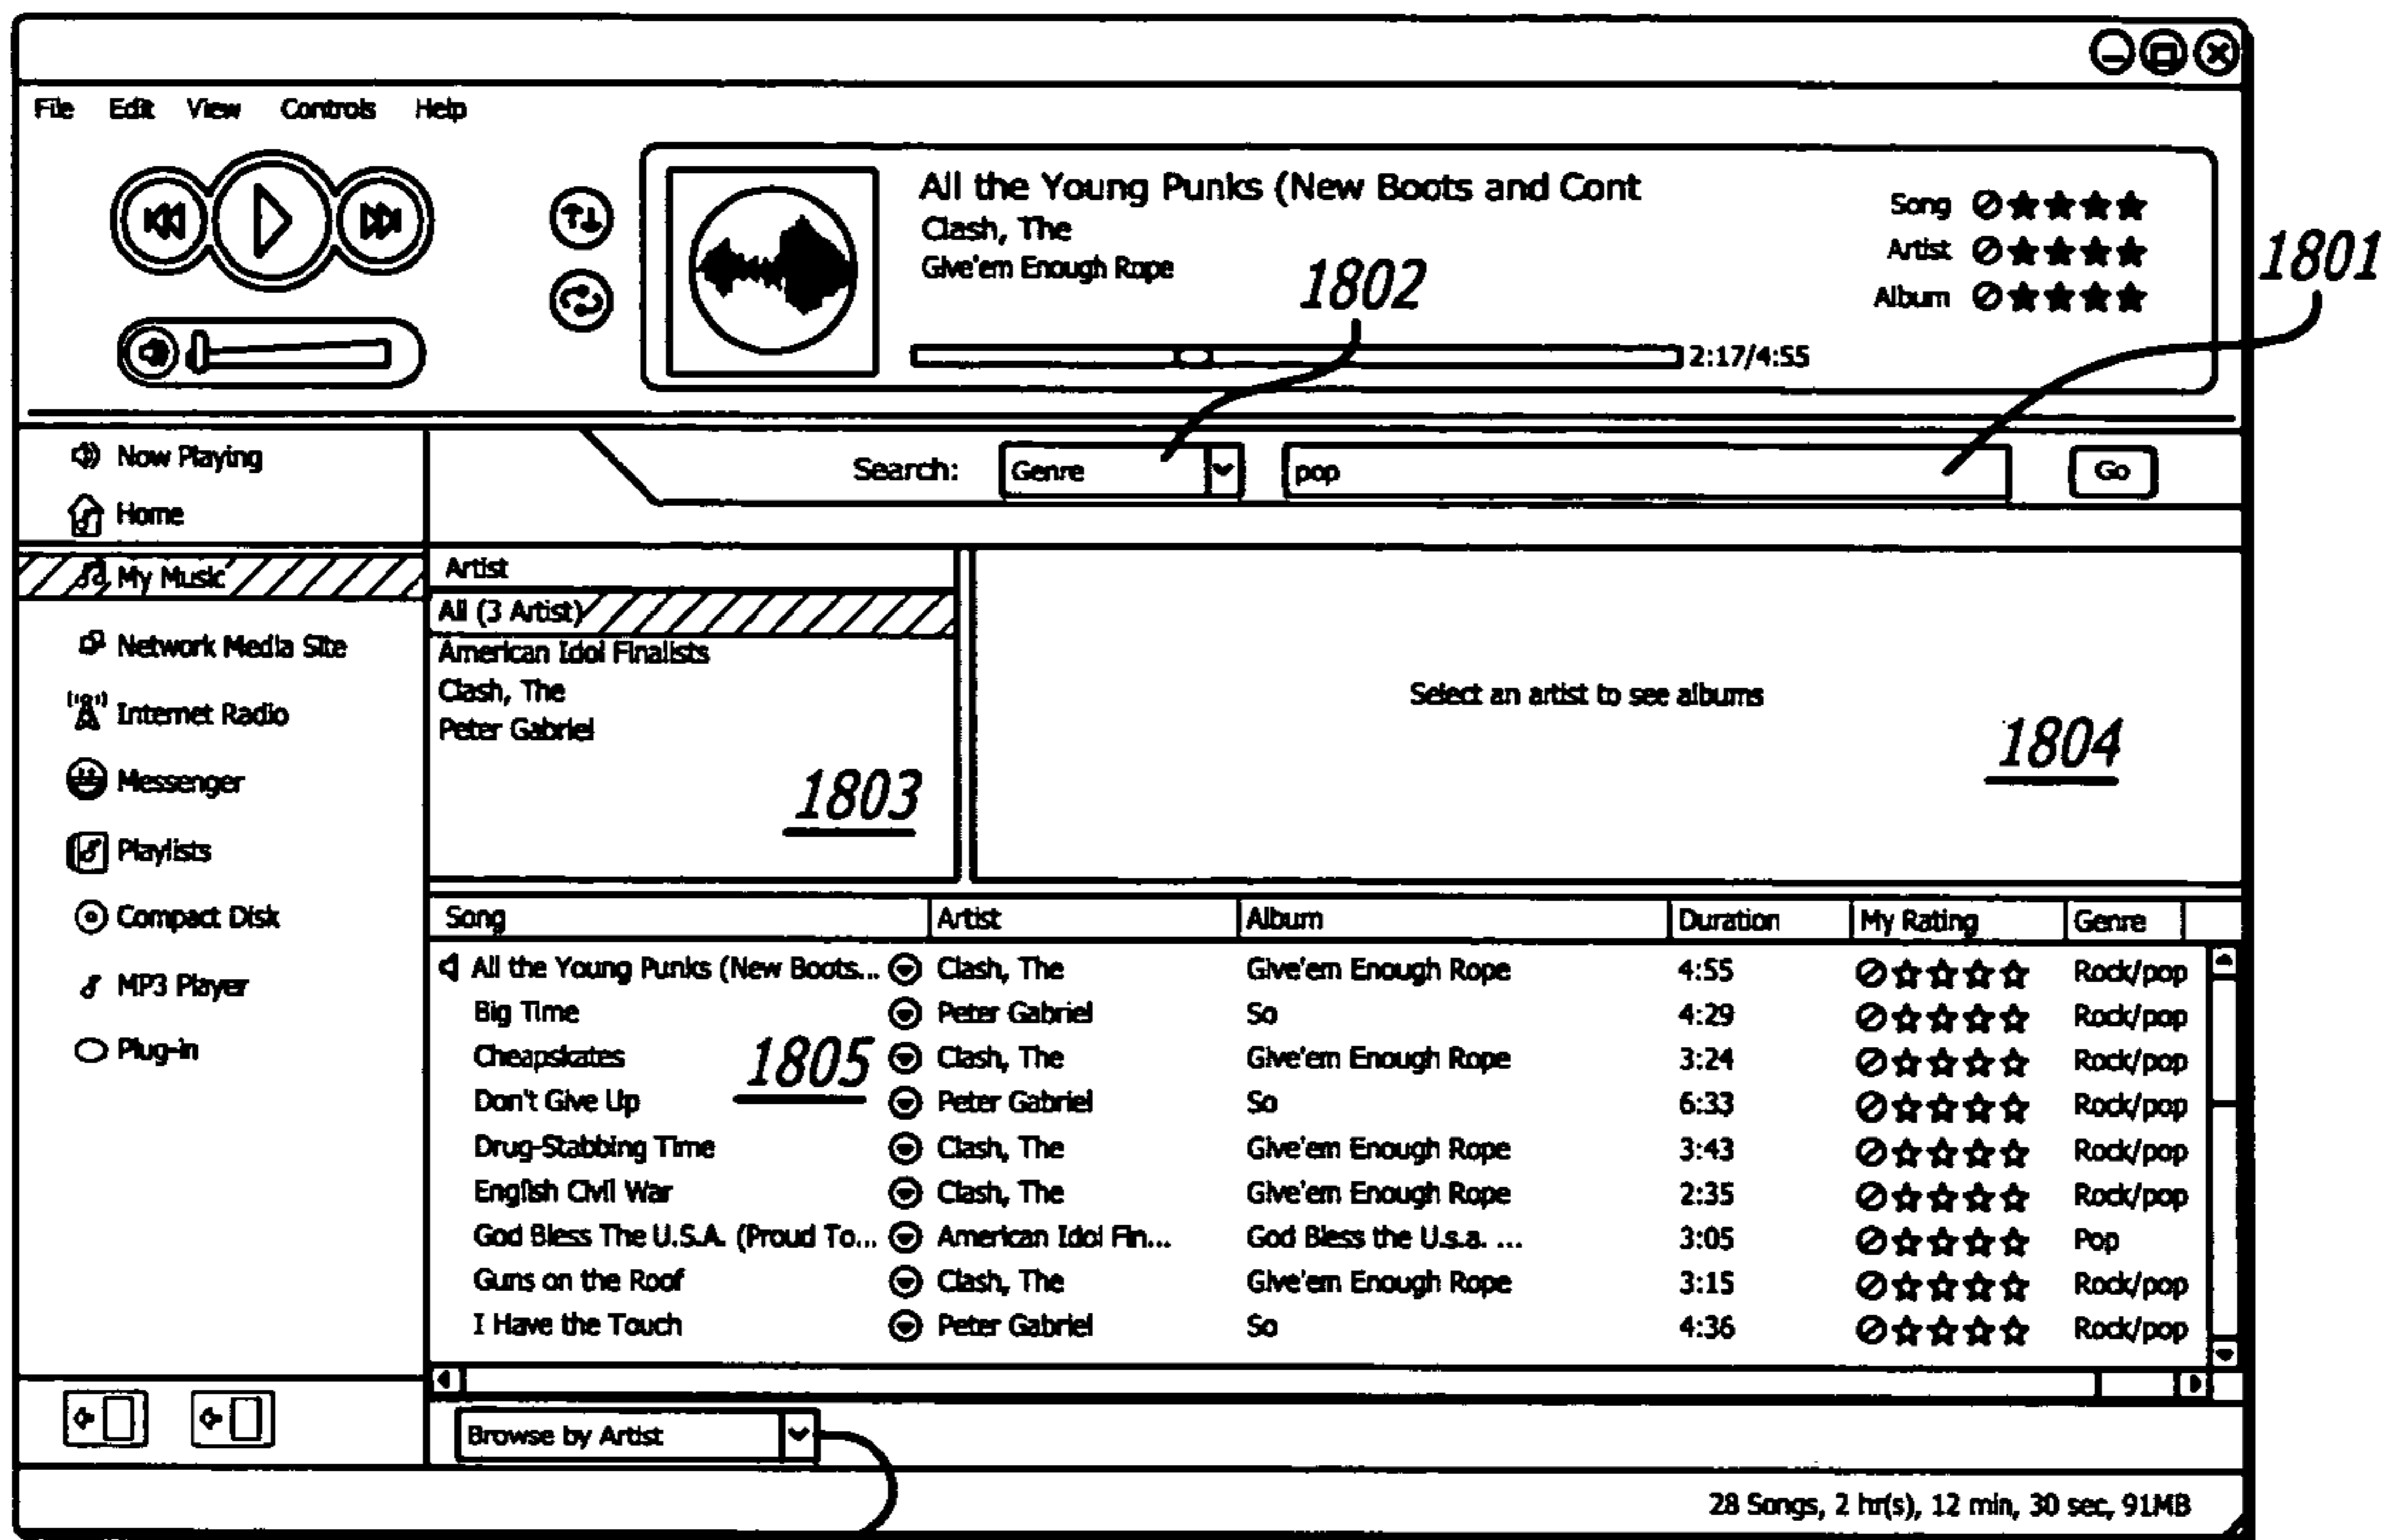 File Edit View Controls Help
All the Young Punks (New Boots and Cont
Clash, The
Give'em Enough Rope
Song
Artist
Album
1801
1802
2:17/4:55
Now Playing
Home
My Music
Network Media Site
Internet Radio
Messenger
Playlists
Compact Disk
MP3 Player
Plug-in
Search: Genre pop Go
Artist
All (3 Artist)
American Idol Finalists
Clash, The
Peter Gabriel
1803
Select an artist to see albums
1804
Song Artist Album Duration My Rating Genre
All the Young Punks (New Boots... Clash, The Give'em Enough Rope 4:55 Rock/pop
Big Time Peter Gabriel So 4:29 Rock/pop
Cheapskates Clash, The Give'em Enough Rope 3:24 Rock/pop
1805
Don't Give Up Peter Gabriel So 6:33 Rock/pop
Drug-Stabbing Time Clash, The Give'em Enough Rope 3:43 Rock/pop
English Civil War Clash, The Give'em Enough Rope 2:35 Rock/pop
God Bless The U.S.A. (Proud To... American Idol Fin... God Bless the U.s.a. ... 3:05 Pop
Guns on the Roof Clash, The Give'em Enough Rope 3:15 Rock/pop
I Have the Touch Peter Gabriel So 4:36 Rock/pop
Browse by Artist
28 Songs, 2 hr(s), 12 min, 30 sec, 91MB